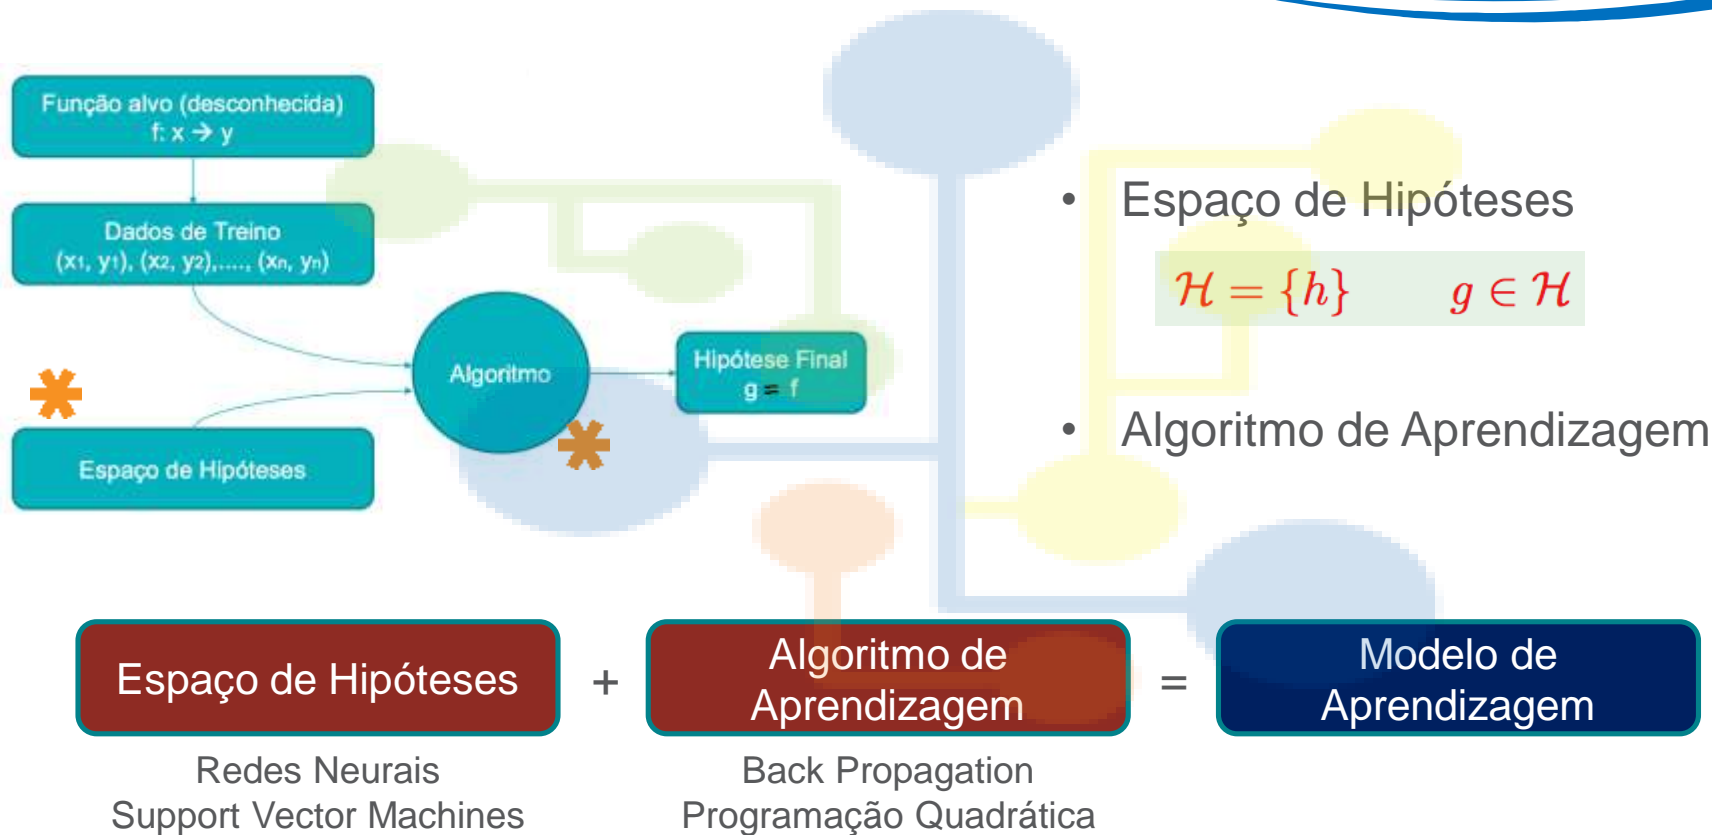 Função alvo (desconhecida)
f: x → y
Dados de Treino
(x1, y1), (x2, y2),...., (xn, yn)
Algoritmo
Hipótese Final
g = f
Espaço de Hipóteses
• Espaço de Hipóteses
ℋ = {h} g ∈ ℋ
• Algoritmo de Aprendizagem
Espaço de Hipóteses
+
Algoritmo de
Aprendizagem
=
Modelo de
Aprendizagem
Redes Neurais
Support Vector Machines
Back Propagation
Programação Quadrática